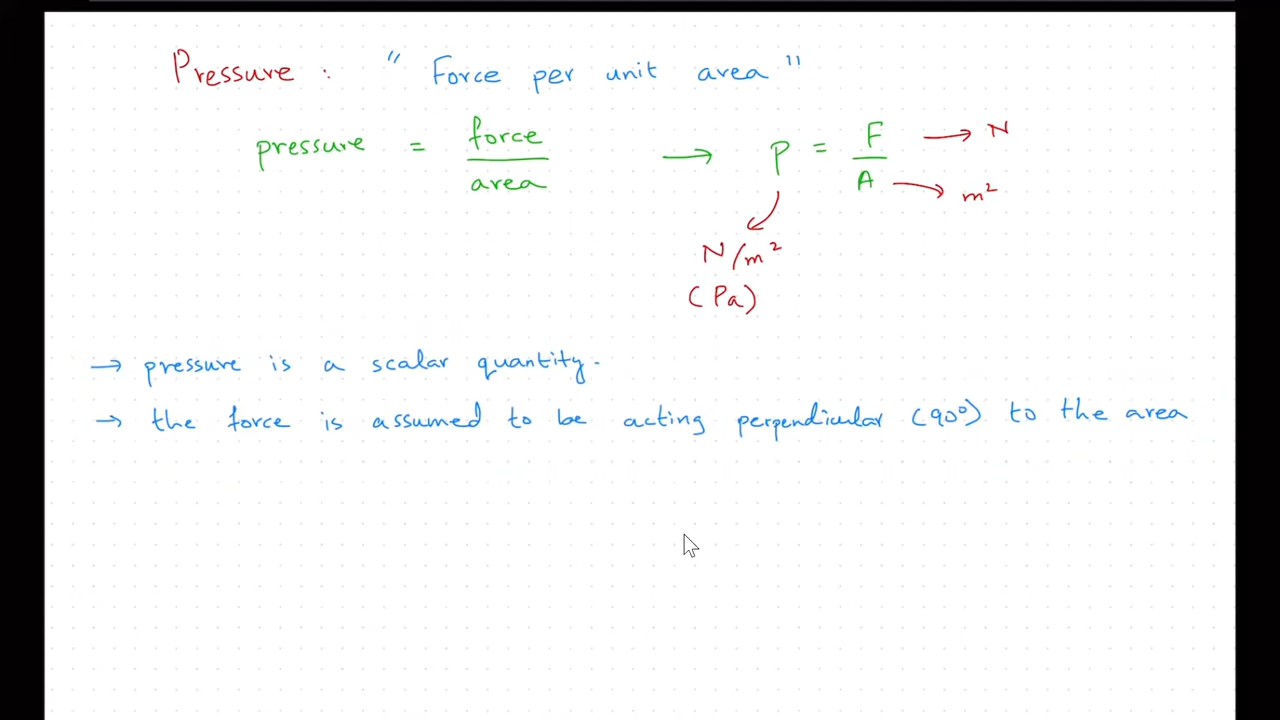 Pressure : " Force per unit area "
pressure = force / area → P = F / A → N → m²
N/m²
(Pa)
→ pressure is a scalar quantity.
→ the force is assumed to be acting perpendicular (90°) to the area